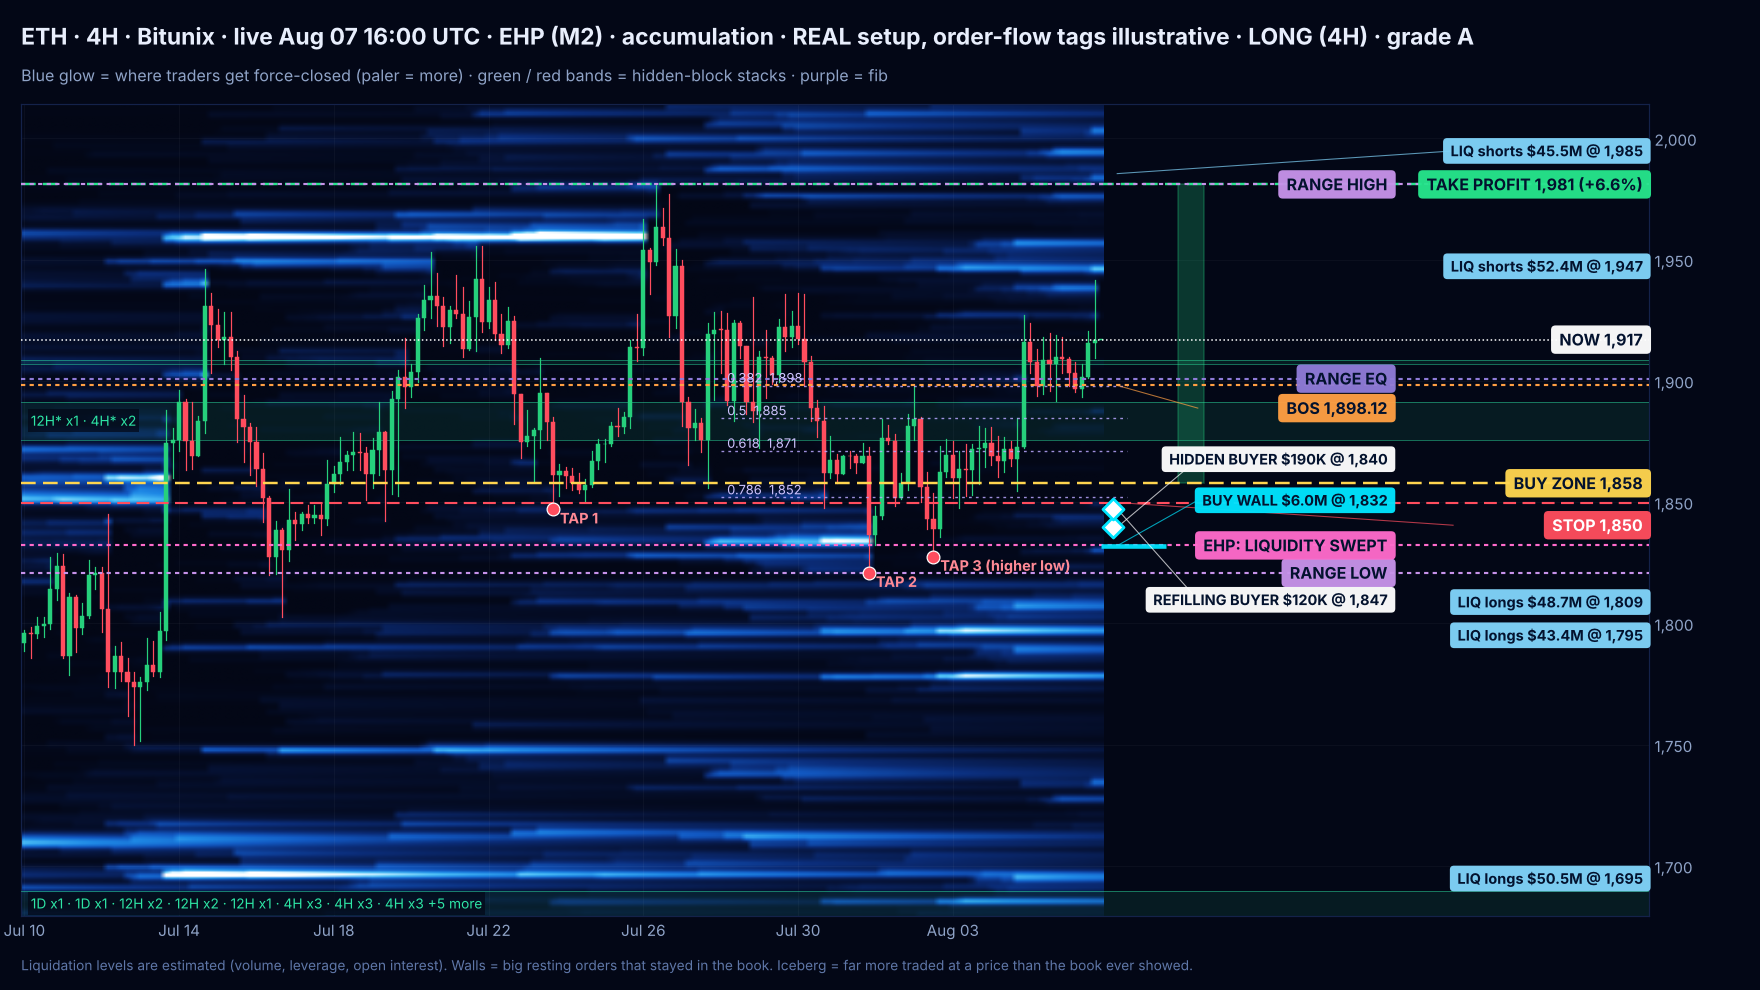 ETH · 4H · Bitunix · live Aug 07 16:00 UTC · EHP (M2) · accumulation · REAL setup, order-flow tags illustrative · LONG (4H) · grade A
Blue glow = where traders get force-closed (paler = more) · green / red bands = hidden-block stacks · purple = fib
2,000
LIQ shorts $45.5M @ 1,985
RANGE HIGH
TAKE PROFIT 1,981 (+6.6%)
LIQ shorts $52.4M @ 1,947
1,950
NOW 1,917
0.382 1,898
RANGE EQ
1,900
BOS 1,898.12
0.5 1,885
12H* x1 · 4H* x2
0.618 1,871
HIDDEN BUYER $190K @ 1,840
BUY ZONE 1,858
0.786 1,852
BUY WALL $6.0M @ 1,832
1,850
TAP 1
STOP 1,850
EHP: LIQUIDITY SWEPT
TAP 3 (higher low)
RANGE LOW
TAP 2
REFILLING BUYER $120K @ 1,847
LIQ longs $48.7M @ 1,809
1,800
LIQ longs $43.4M @ 1,795
1,750
1,700
LIQ longs $50.5M @ 1,695
1D x1 · 1D x1 · 12H x2 · 12H x2 · 12H x1 · 4H x3 · 4H x3 · 4H x3 +5 more
Jul 10 Jul 14 Jul 18 Jul 22 Jul 26 Jul 30 Aug 03
Liquidation levels are estimated (volume, leverage, open interest). Walls = big resting orders that stayed in the book. Iceberg = far more traded at a price than the book ever showed.